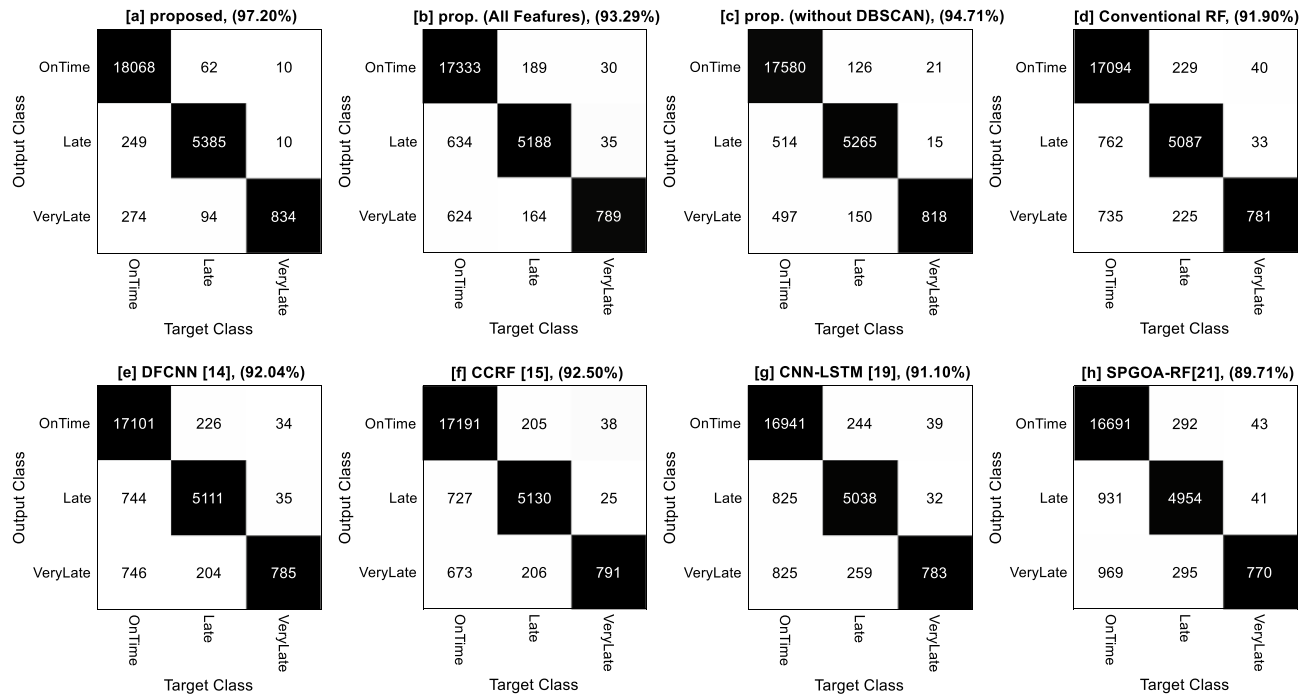 [a] proposed, (97.20%)
OnTime 18068 62 10
Late 249 5385 10
VeryLate 274 94 834
OnTime Late VeryLate
Target Class
Output Class
[b] prop. (All Feafures), (93.29%)
17333 189 30
634 5188 35
624 164 789
OnTime Late VeryLate
Target Class
Output Class
[c] prop. (without DBSCAN), (94.71%)
OnTime 17580 126 21
Late 514 5265 15
VeryLate 497 150 818
OnTime Late VeryLate
Target Class
Output Class
[d] Conventional RF, (91.90%)
OnTime 17094 229 40
Late 762 5087 33
VeryLate 735 225 781
OnTime Late VeryLate
Target Class
Output Class
[e] DFCNN [14], (92.04%)
OnTime 17101 226 34
Late 744 5111 35
VeryLate 746 204 785
OnTime Late VeryLate
Target Class
Output Class
[f] CCRF [15], (92.50%)
OnTime 17191 205 38
Late 727 5130 25
VeryLate 673 206 791
OnTime Late VeryLate
Target Class
Output Class
[g] CNN-LSTM [19], (91.10%)
OnTime 16941 244 39
Late 825 5038 32
VeryLate 825 259 783
OnTime Late VeryLate
Target Class
Output Class
[h] SPGOA-RF[21], (89.71%)
OnTime 16691 292 43
Late 931 4954 41
VeryLate 969 295 770
OnTime Late VeryLate
Target Class
Output Class